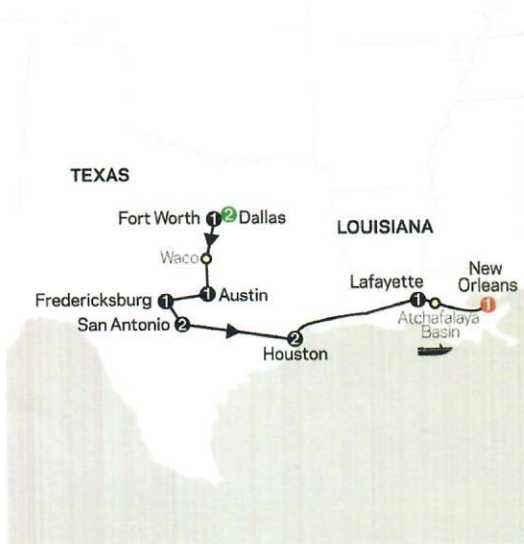 TEXAS
Fort Worth 1 2 Dallas
LOUISIANA
Waco
New
Orleans
1
Lafayette 1
Fredericksburg 1
1 Austin
Atchafalaya
Basin
San Antonio 2
2
Houston